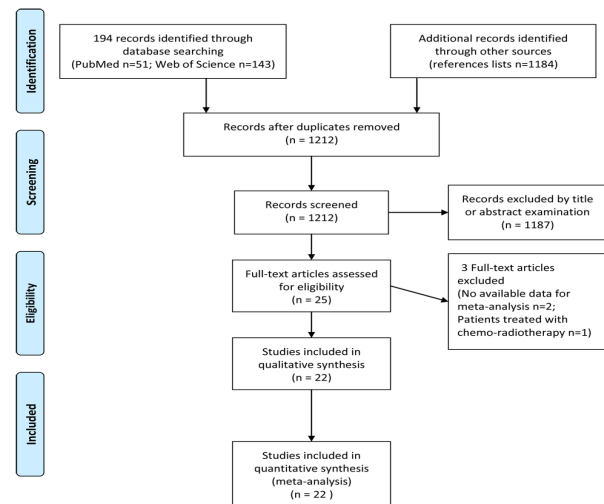 Identification
194 records identified through
database searching
(PubMed n=51; Web of Science n=143)
Additional records identified
through other sources
(references lists n=1184)
Records after duplicates removed
(n = 1212)
Screening
Records screened
(n = 1212)
Records excluded by title
or abstract examination
(n = 1187)
Eligibility
Full-text articles assessed
for eligibility
(n = 25)
3 Full-text articles
excluded
(No available data for
meta-analysis n=2;
Patients treated with
chemo-radiotherapy n=1)
Studies included in
qualitative synthesis
(n = 22)
Included
Studies included in
quantitative synthesis
(meta-analysis)
(n = 22 )